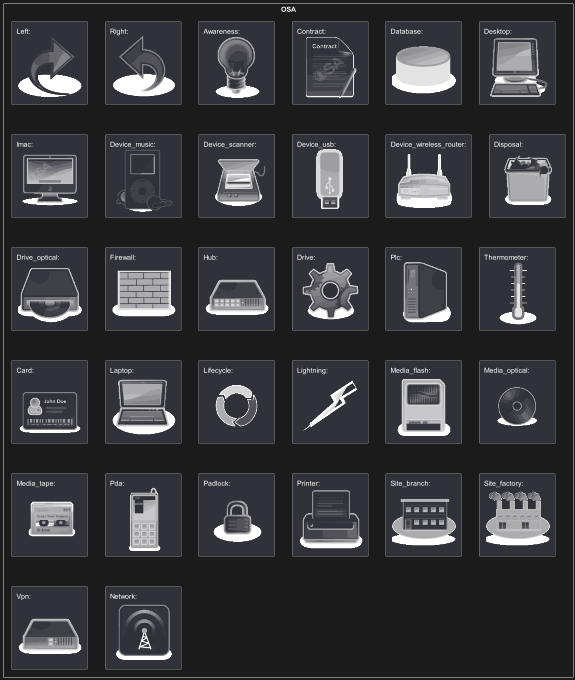 OSA
Left: Right: Awareness: Contract: Database: Desktop:
Contract
Imac: Device_music: Device_scanner: Device_usb: Device_wireless_router: Disposal:
Drive_optical: Firewall: Hub: Drive: Plc: Thermometer:
Card: Laptop: Lifecycle: Lightning: Media_flash: Media_optical:
John Doe
Media_tape: Pda: Padlock: Printer: Site_branch: Site_factory:
Vpn: Network: